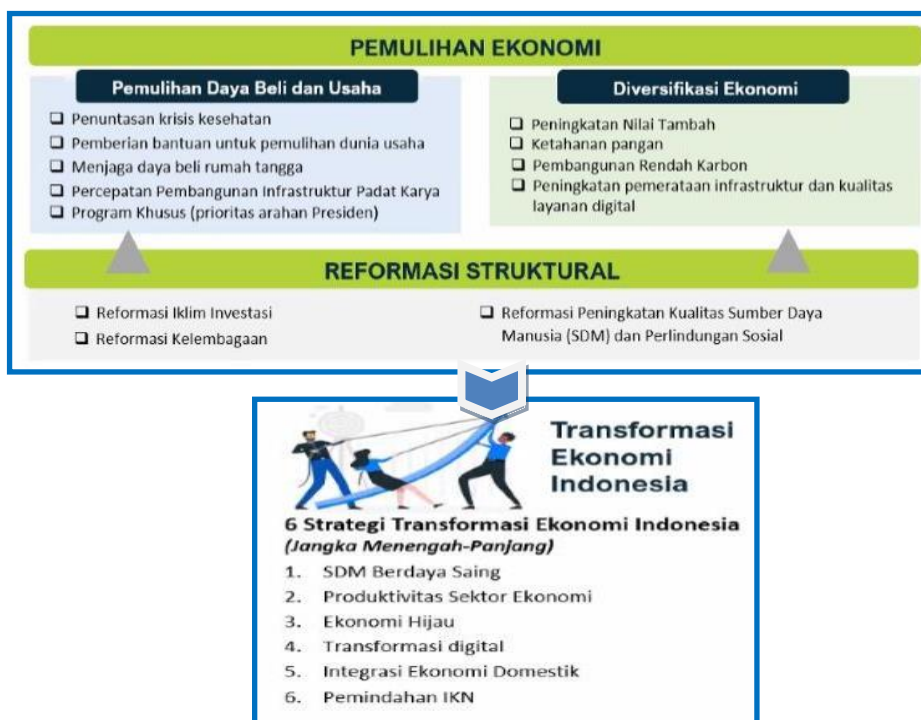 PEMULIHAN EKONOMI
Pemulihan Daya Beli dan Usaha
❑ Penuntasan krisis kesehatan
❑ Pemberian bantuan untuk pemulihan dunia usaha
❑ Menjaga daya beli rumah tangga
❑ Percepatan Pembangunan Infrastruktur Padat Karya
❑ Program Khusus (prioritas arahan Presiden)
Diversifikasi Ekonomi
❑ Peningkatan Nilai Tambah
❑ Ketahanan pangan
❑ Pembangunan Rendah Karbon
❑ Peningkatan pemerataan infrastruktur dan kualitas
layanan digital
REFORMASI STRUKTURAL
❑ Reformasi Iklim Investasi
❑ Reformasi Kelembagaan
❑ Reformasi Peningkatan Kualitas Sumber Daya
Manusia (SDM) dan Perlindungan Sosial
Transformasi
Ekonomi
Indonesia
6 Strategi Transformasi Ekonomi Indonesia
(Jangka Menengah-Panjang)
1. SDM Berdaya Saing
2. Produktivitas Sektor Ekonomi
3. Ekonomi Hijau
4. Transformasi digital
5. Integrasi Ekonomi Domestik
6. Pemindahan IKN